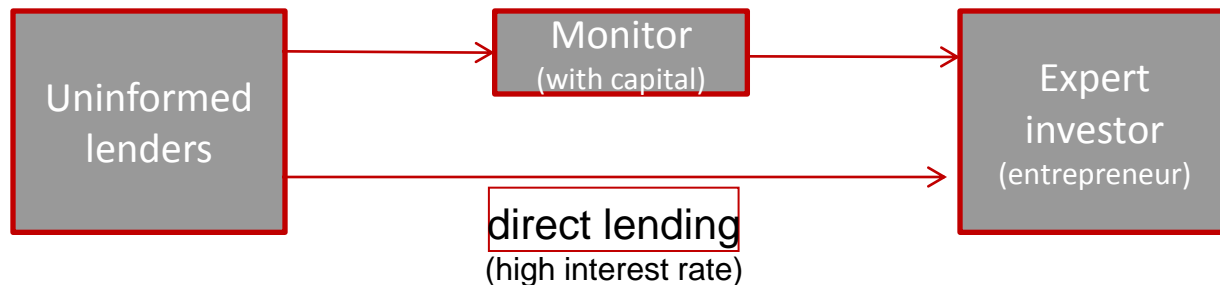 Uninformed
lenders
Monitor
(with capital)
Expert
investor
(entrepreneur)
direct lending
(high interest rate)